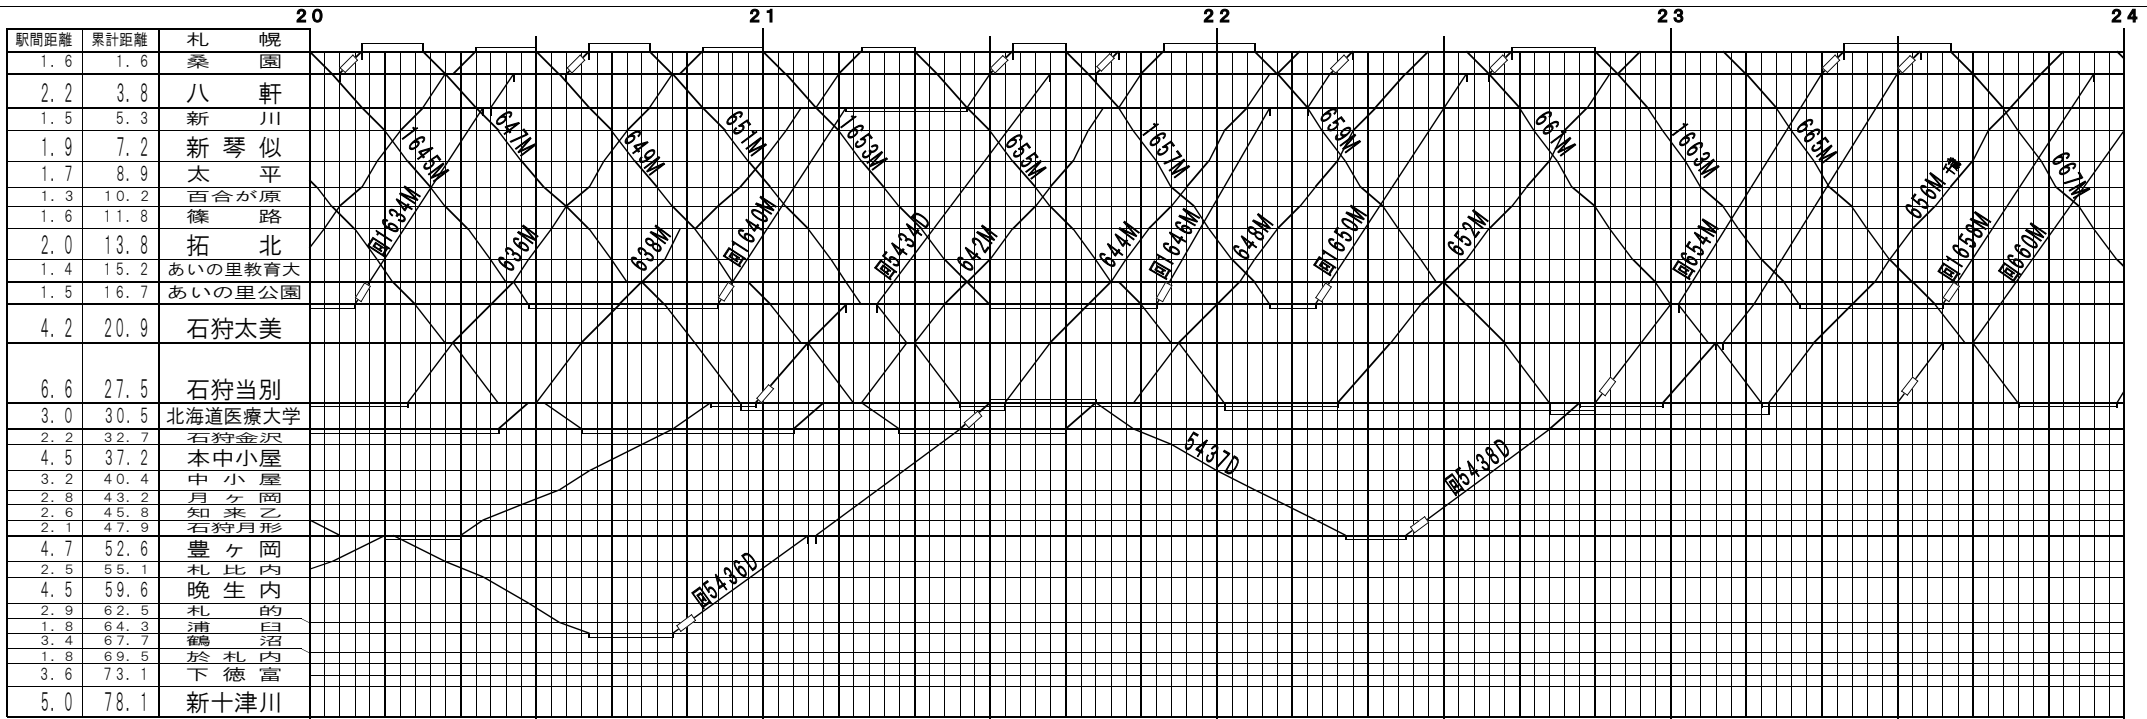 20 21 22 23 24
駅間距離 累計距離 札幌
1.6 1.6 桑園
2.2 3.8 八軒
1.5 5.3 新川
1.9 7.2 新琴似
1.7 8.9 太平
1.3 10.2 百合が原
1.6 11.8 篠路
2.0 13.8 拓北
1.4 15.2 あいの里教育大
1.5 16.7 あいの里公園
4.2 20.9 石狩太美
6.6 27.5 石狩当別
3.0 30.5 北海道医療大学
2.2 32.7 石狩金沢
4.5 37.2 本中小屋
3.2 40.4 中小屋
2.8 43.2 月ヶ岡
2.6 45.8 知来乙
2.1 47.9 石狩月形
4.7 52.6 豊ヶ岡
2.5 55.1 札比内
4.5 59.6 晩生内
2.9 62.5 札的
1.8 64.3 浦臼
3.4 67.7 鶴沼
1.8 69.5 於札内
3.6 73.1 下徳富
5.0 78.1 新十津川
1645M
647M
649M
651M
1653M
655M
1657M
659M
661M
1663M
665M
667M
回1634M
636M
638M
回1640M
回5434D
642M
644M
回1646M
648M
回1650M
652M
回654M
656M
回1658M
回660M
5437D
回5438D
回5436D